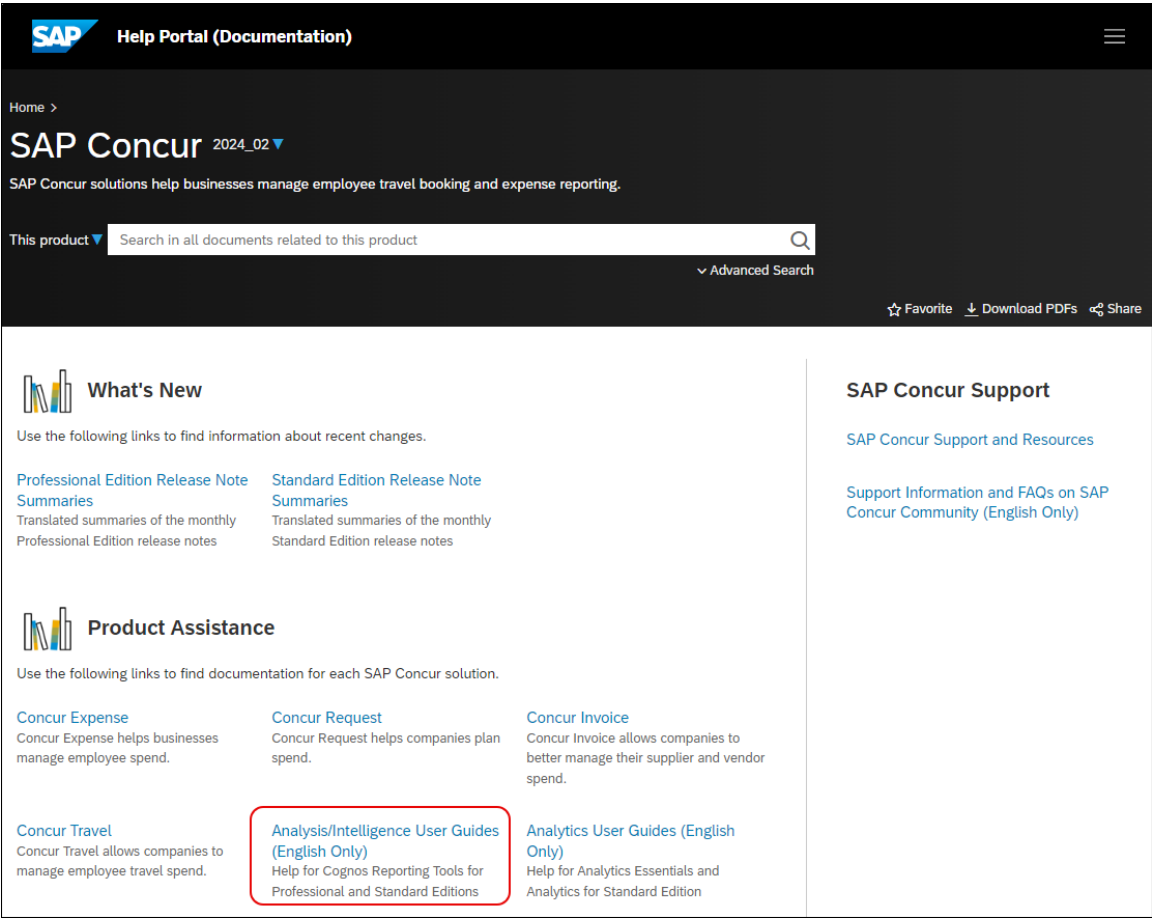 SAP Help Portal (Documentation)
Home >
SAP Concur 2024_02
SAP Concur solutions help businesses manage employee travel booking and expense reporting.
This product Search in all documents related to this product
Advanced Search
Favorite Download PDFs Share
What's New
Use the following links to find information about recent changes.
Professional Edition Release Note
Summaries
Translated summaries of the monthly
Professional Edition release notes
Standard Edition Release Note
Summaries
Translated summaries of the monthly
Standard Edition release notes
Product Assistance
Use the following links to find documentation for each SAP Concur solution.
Concur Expense
Concur Expense helps businesses
manage employee spend.
Concur Request
Concur Request helps companies plan
spend.
Concur Invoice
Concur Invoice allows companies to
better manage their supplier and vendor
spend.
Concur Travel
Concur Travel allows companies to
manage employee travel spend.
Analysis/Intelligence User Guides
(English Only)
Help for Cognos Reporting Tools for
Professional and Standard Editions
Analytics User Guides (English
Only)
Help for Analytics Essentials and
Analytics for Standard Edition
SAP Concur Support
SAP Concur Support and Resources
Support Information and FAQs on SAP
Concur Community (English Only)